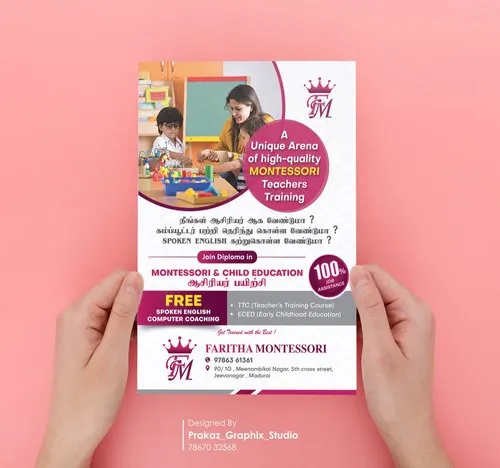 FM
A
Unique Arena
of high-quality
MONTESSORI
Teachers
Training
நீங்கள் ஆசிரியர் ஆக வேண்டுமா ?
கம்ப்யூட்டர் பற்றி தெரிந்து கொள்ள வேண்டுமா ?
SPOKEN ENGLISH கற்றுகொள்ள வேண்டுமா ?
Join Diploma in
MONTESSORI & CHILD EDUCATION
ஆசிரியர் பயிற்சி
100%
JOB
ASSISTANCE
FREE
SPOKEN ENGLISH
COMPUTER COACHING
• TTC (Teacher's Training Course)
• ECED (Early Childhood Education)
Get Trained with the Best !
FM
FARITHA MONTESSORI
97863 61361
90/ 10 , Meenambikai Nagar, 5th cross street,
Jeevanagar , Madurai
Designed By
Prakaz_Graphix_Studio
78670 32568